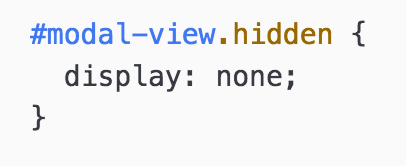 #modal-view.hidden {
  display: none;
}